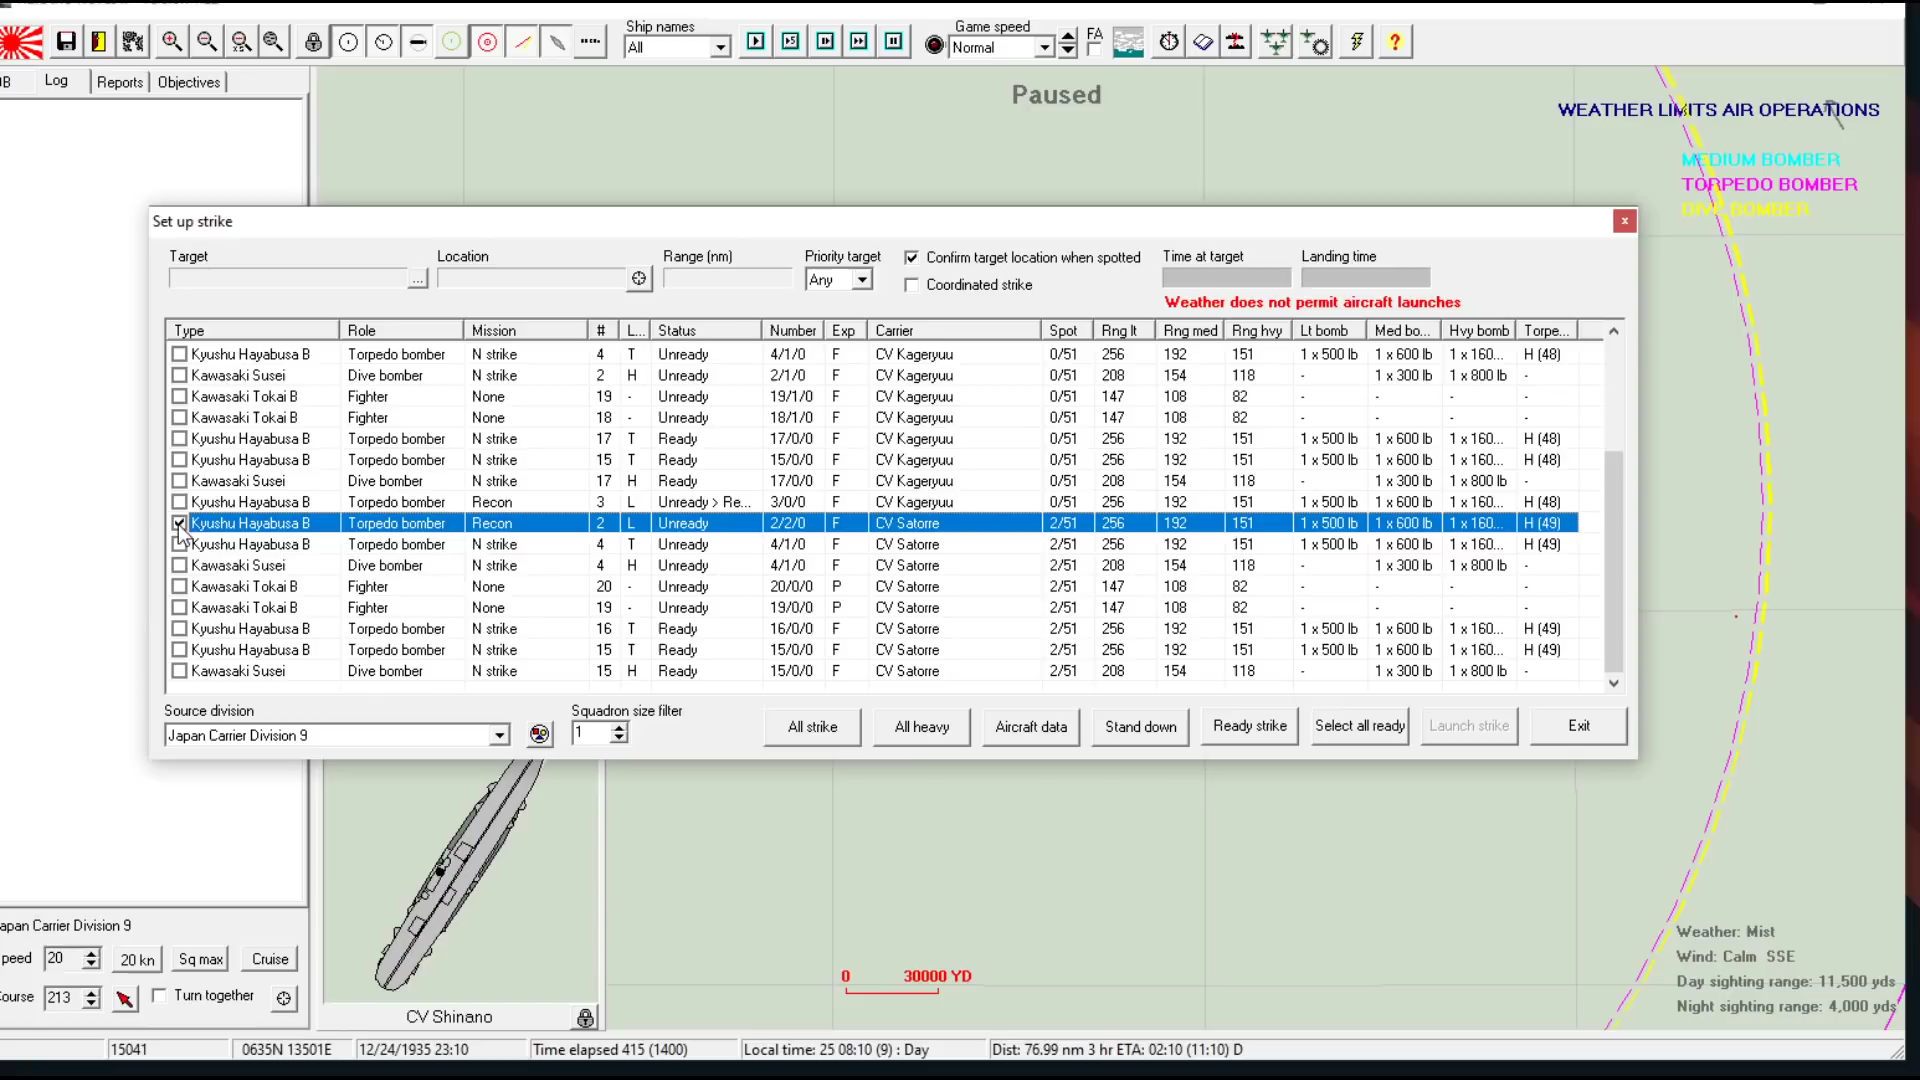 Ship names
Game speed
All
Normal
FA
Log
Reports
Objectives
Paused
WEATHER LIMITS AIR OPERATIONS
MEDIUM BOMBER
TORPEDO BOMBER
DIVE BOMBER
Set up strike
Target Location Range (nm) Priority target Confirm target location when spotted Time at target Landing time
... Any Coordinated strike
Weather does not permit aircraft launches
Type Role Mission # L... Status Number Exp Carrier Spot Rng lt Rng med Rng hvy Lt bomb Med bo... Hvy bomb Torpe...
Kyushu Hayabusa B Torpedo bomber N strike 4 T Unready 4/1/0 F CV Kageryuu 0/51 256 192 151 1 x 500 lb 1 x 600 lb 1 x 160... H (48)
Kawasaki Susei Dive bomber N strike 2 H Unready 2/1/0 F CV Kageryuu 0/51 208 154 118 - 1 x 300 lb 1 x 800 lb -
Kawasaki Tokai B Fighter None 19 - Unready 19/1/0 F CV Kageryuu 0/51 147 108 82 - - - -
Kawasaki Tokai B Fighter None 18 - Unready 18/1/0 F CV Kageryuu 0/51 147 108 82 - - - -
Kyushu Hayabusa B Torpedo bomber N strike 17 T Ready 17/0/0 F CV Kageryuu 0/51 256 192 151 1 x 500 lb 1 x 600 lb 1 x 160... H (48)
Kyushu Hayabusa B Torpedo bomber N strike 15 T Ready 15/0/0 F CV Kageryuu 0/51 256 192 151 1 x 500 lb 1 x 600 lb 1 x 160... H (48)
Kawasaki Susei Dive bomber N strike 17 H Ready 17/0/0 F CV Kageryuu 0/51 208 154 118 - 1 x 300 lb 1 x 800 lb -
Kyushu Hayabusa B Torpedo bomber Recon 3 L Unready > Re... 3/0/0 F CV Kageryuu 0/51 256 192 151 1 x 500 lb 1 x 600 lb 1 x 160... H (48)
Kyushu Hayabusa B Torpedo bomber Recon 2 L Unready 2/2/0 F CV Satorre 2/51 256 192 151 1 x 500 lb 1 x 600 lb 1 x 160... H (49)
Kyushu Hayabusa B Torpedo bomber N strike 4 T Unready 4/1/0 F CV Satorre 2/51 256 192 151 1 x 500 lb 1 x 600 lb 1 x 160... H (49)
Kawasaki Susei Dive bomber N strike 4 H Unready 4/1/0 F CV Satorre 2/51 208 154 118 - 1 x 300 lb 1 x 800 lb -
Kawasaki Tokai B Fighter None 20 - Unready 20/0/0 P CV Satorre 2/51 147 108 82 - - - -
Kawasaki Tokai B Fighter None 19 - Unready 19/0/0 P CV Satorre 2/51 147 108 82 - - - -
Kyushu Hayabusa B Torpedo bomber N strike 16 T Ready 16/0/0 F CV Satorre 2/51 256 192 151 1 x 500 lb 1 x 600 lb 1 x 160... H (49)
Kyushu Hayabusa B Torpedo bomber N strike 15 T Ready 15/0/0 F CV Satorre 2/51 256 192 151 1 x 500 lb 1 x 600 lb 1 x 160... H (49)
Kawasaki Susei Dive bomber N strike 15 H Ready 15/0/0 F CV Satorre 2/51 208 154 118 - 1 x 300 lb 1 x 800 lb -
Source division Squadron size filter
Japan Carrier Division 9 1 All strike All heavy Aircraft data Stand down Ready strike Select all ready Launch strike Exit
apan Carrier Division 9
peed 20 20 kn Sq max Cruise
ourse 213 Turn together
CV Shinano
0 30000 YD
Weather: Mist
Wind: Calm SSE
Day sighting range: 11,500 yds
Night sighting range: 4,000 yds
15041 0635N 13501E 12/24/1935 23:10 Time elapsed 415 (1400) Local time: 25 08:10 (9) : Day Dist: 76.99 nm 3 hr ETA: 02:10 (11:10) D